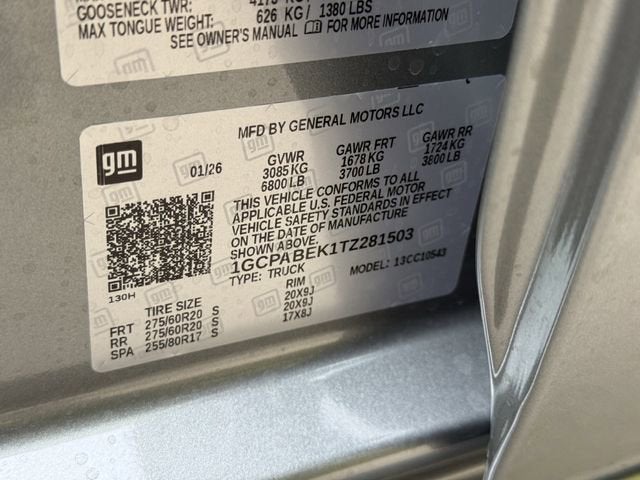 GOOSENECK TWR:
MAX TONGUE WEIGHT: 626 KG / 1380 LBS
SEE OWNER'S MANUAL FOR MORE INFORMATION
gm
MFD BY GENERAL MOTORS LLC
01/26
GVWR GAWR FRT GAWR RR
3085 KG 1678 KG 1724 KG
6800 LB 3700 LB 3800 LB
THIS VEHICLE CONFORMS TO ALL
APPLICABLE U.S. FEDERAL MOTOR
VEHICLE SAFETY STANDARDS IN EFFECT
ON THE DATE OF MANUFACTURE
SHOWN ABOVE.
1GCPABEK1TZ281503
TYPE: TRUCK MODEL: 13CC10543
130H
TIRE SIZE RIM
FRT 275/60R20 S 20X9J
RR 275/60R20 S 20X9J
SPA 255/80R17 S 17X8J